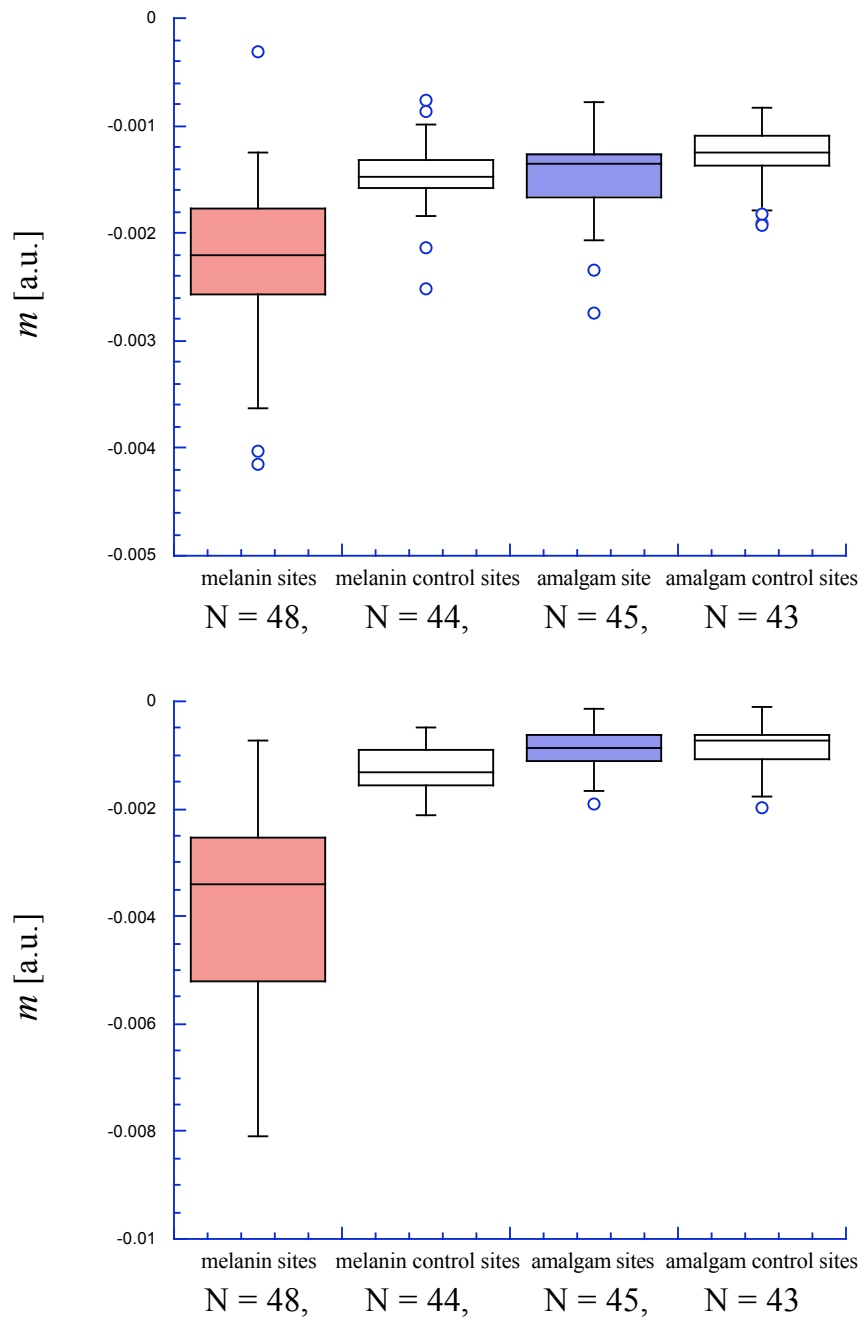 0
-0.001
-0.002
-0.003
-0.004
-0.005
m [a.u.]
melanin sites melanin control sites amalgam site amalgam control sites
N = 48, N = 44, N = 45, N = 43
0
-0.002
-0.004
-0.006
-0.008
-0.01
m [a.u.]
melanin sites melanin control sites amalgam sites amalgam control sites
N = 48, N = 44, N = 45, N = 43